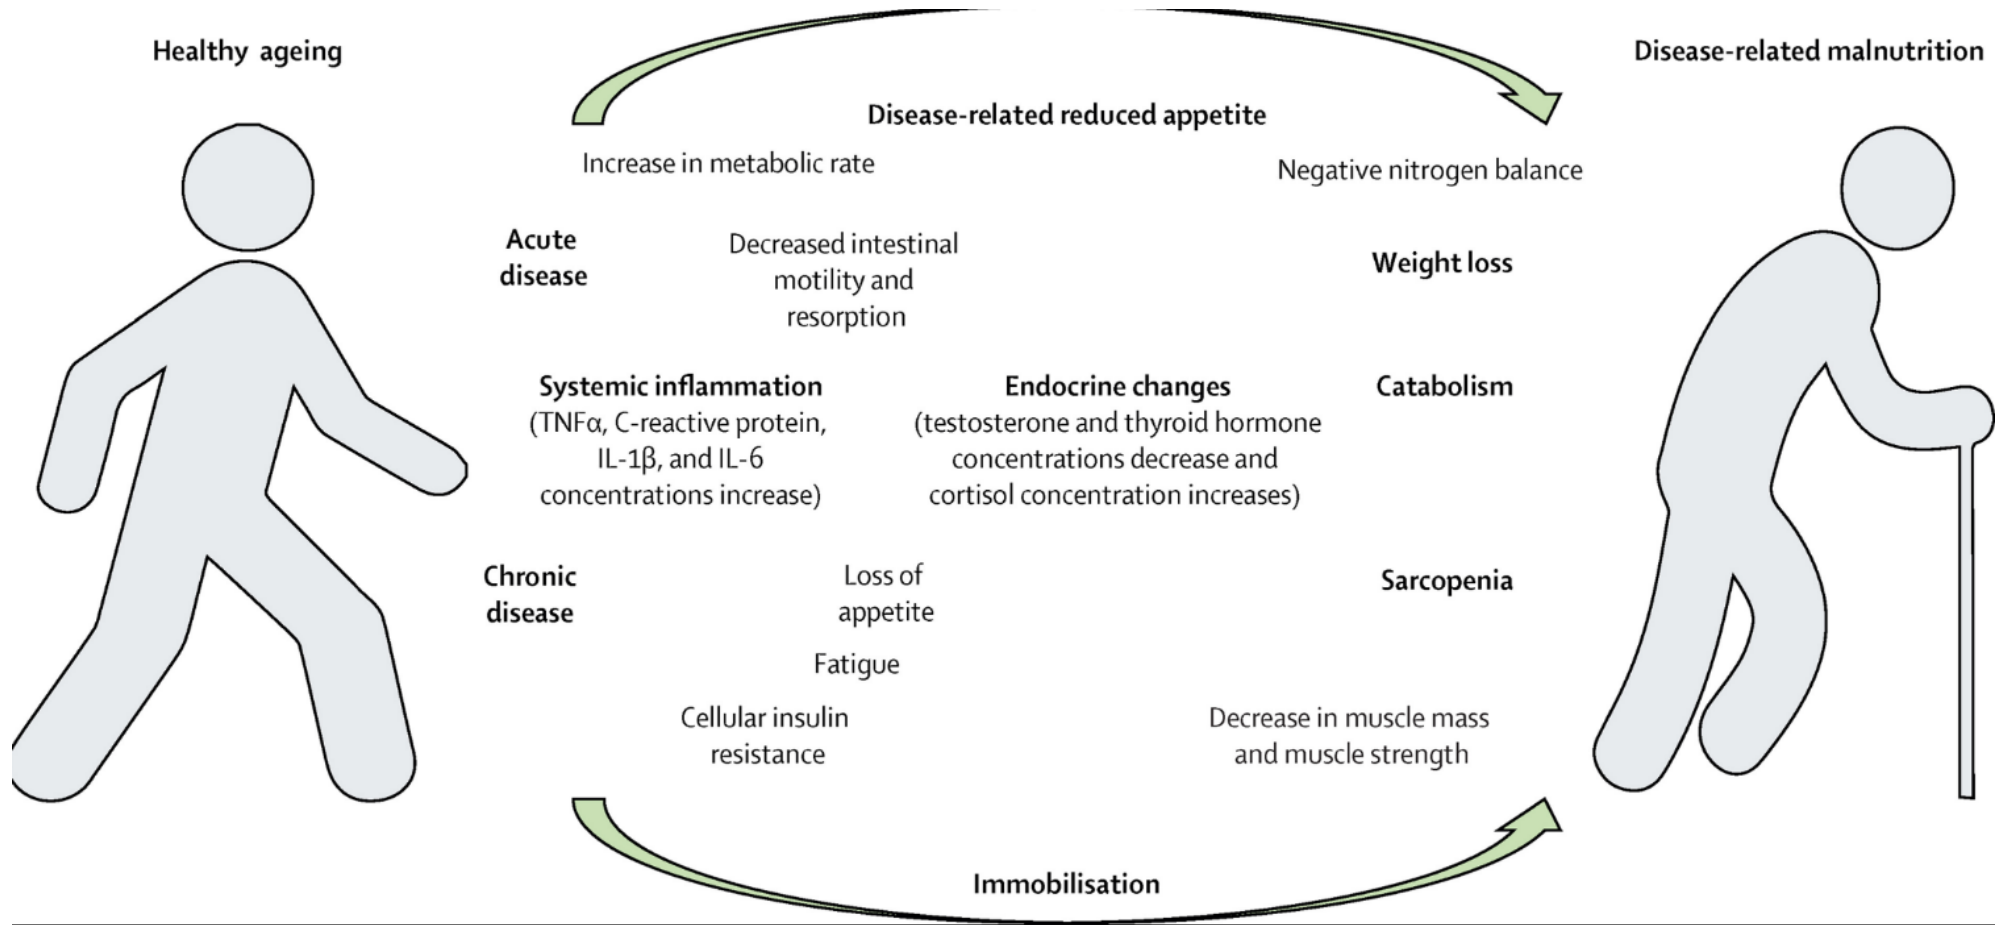 Healthy ageing
Disease-related malnutrition
Disease-related reduced appetite
Increase in metabolic rate
Negative nitrogen balance
Acute
disease
Decreased intestinal
motility and
resorption
Weight loss
Systemic inflammation
(TNFα, C-reactive protein,
IL-1β, and IL-6
concentrations increase)
Endocrine changes
(testosterone and thyroid hormone
concentrations decrease and
cortisol concentration increases)
Catabolism
Chronic
disease
Loss of
appetite
Sarcopenia
Fatigue
Cellular insulin
resistance
Decrease in muscle mass
and muscle strength
Immobilisation